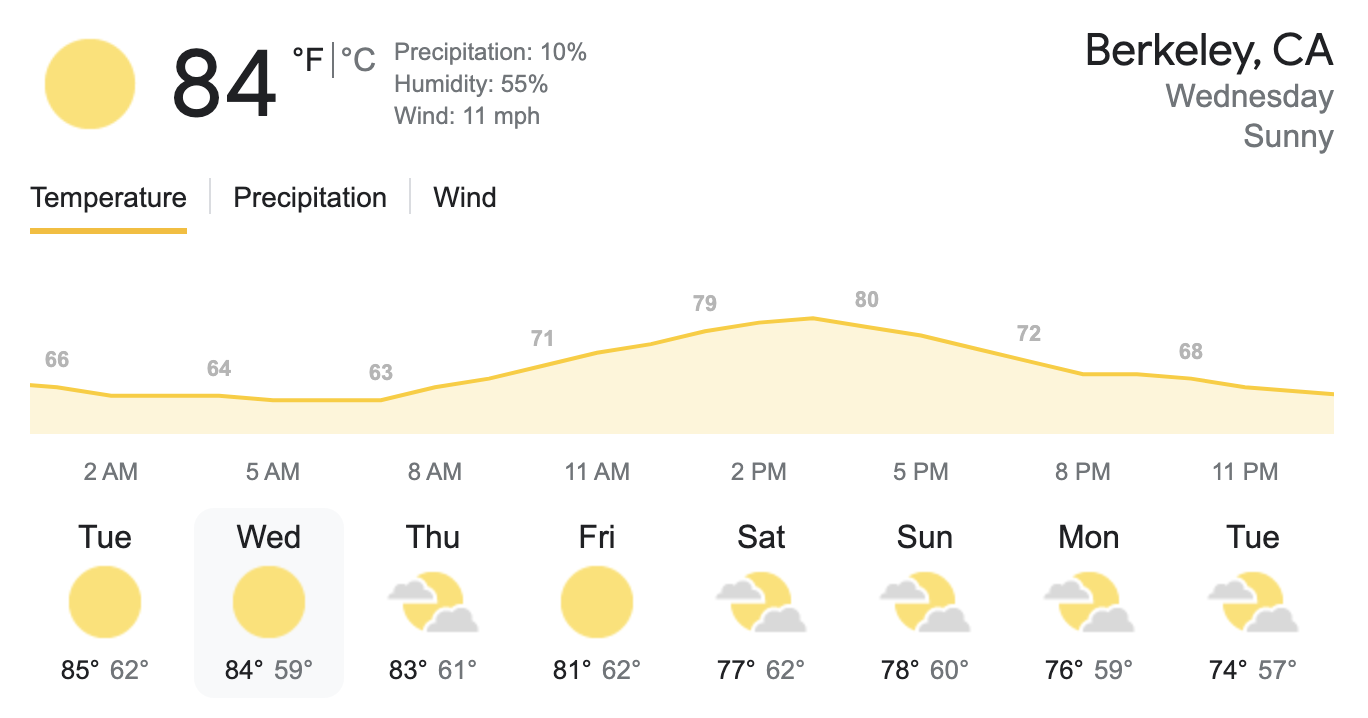 84 °F|°C
Precipitation: 10%
Humidity: 55%
Wind: 11 mph
Berkeley, CA
Wednesday
Sunny
Temperature | Precipitation | Wind
66 64 63 71 79 80 72 68
2 AM 5 AM 8 AM 11 AM 2 PM 5 PM 8 PM 11 PM
Tue Wed Thu Fri Sat Sun Mon Tue
85° 62° 84° 59° 83° 61° 81° 62° 77° 62° 78° 60° 76° 59° 74° 57°